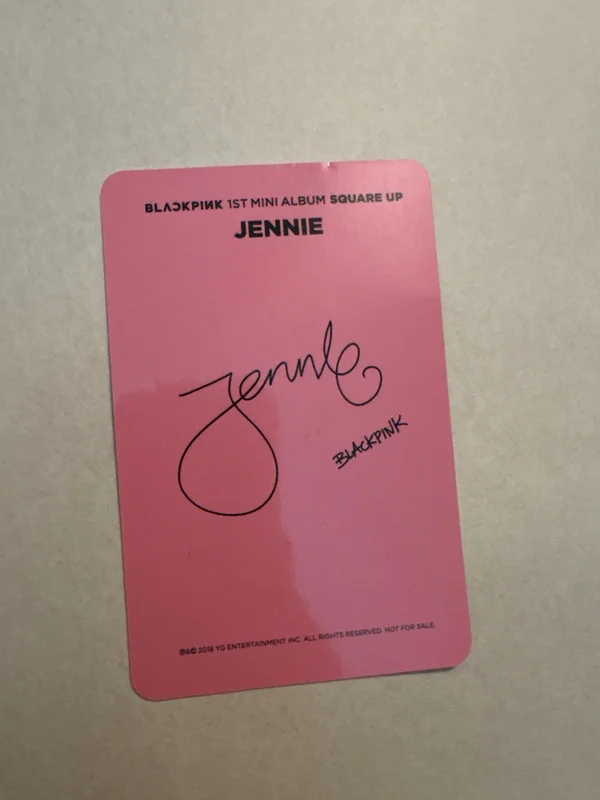 BLACKPINK 1ST MINI ALBUM SQUARE UP
JENNIE
Jennie
BLACKPINK
℗&© 2018 YG ENTERTAINMENT INC. ALL RIGHTS RESERVED. NOT FOR SALE.